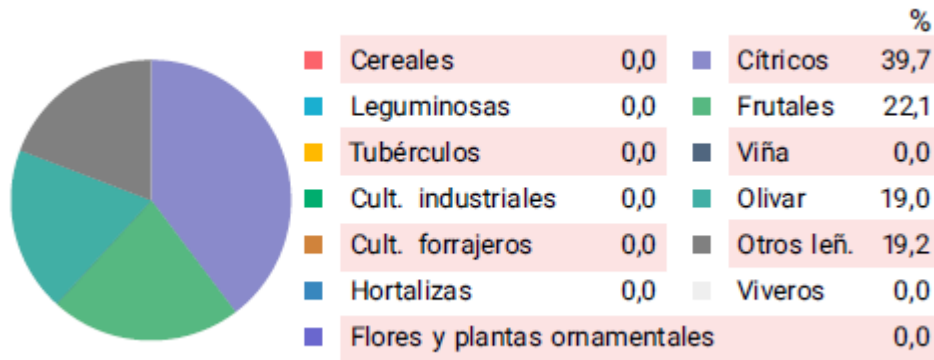 %
Cereales 0,0 Cítricos 39,7
Leguminosas 0,0 Frutales 22,1
Tubérculos 0,0 Viña 0,0
Cult. industriales 0,0 Olivar 19,0
Cult. forrajeros 0,0 Otros leñ. 19,2
Hortalizas 0,0 Viveros 0,0
Flores y plantas ornamentales 0,0